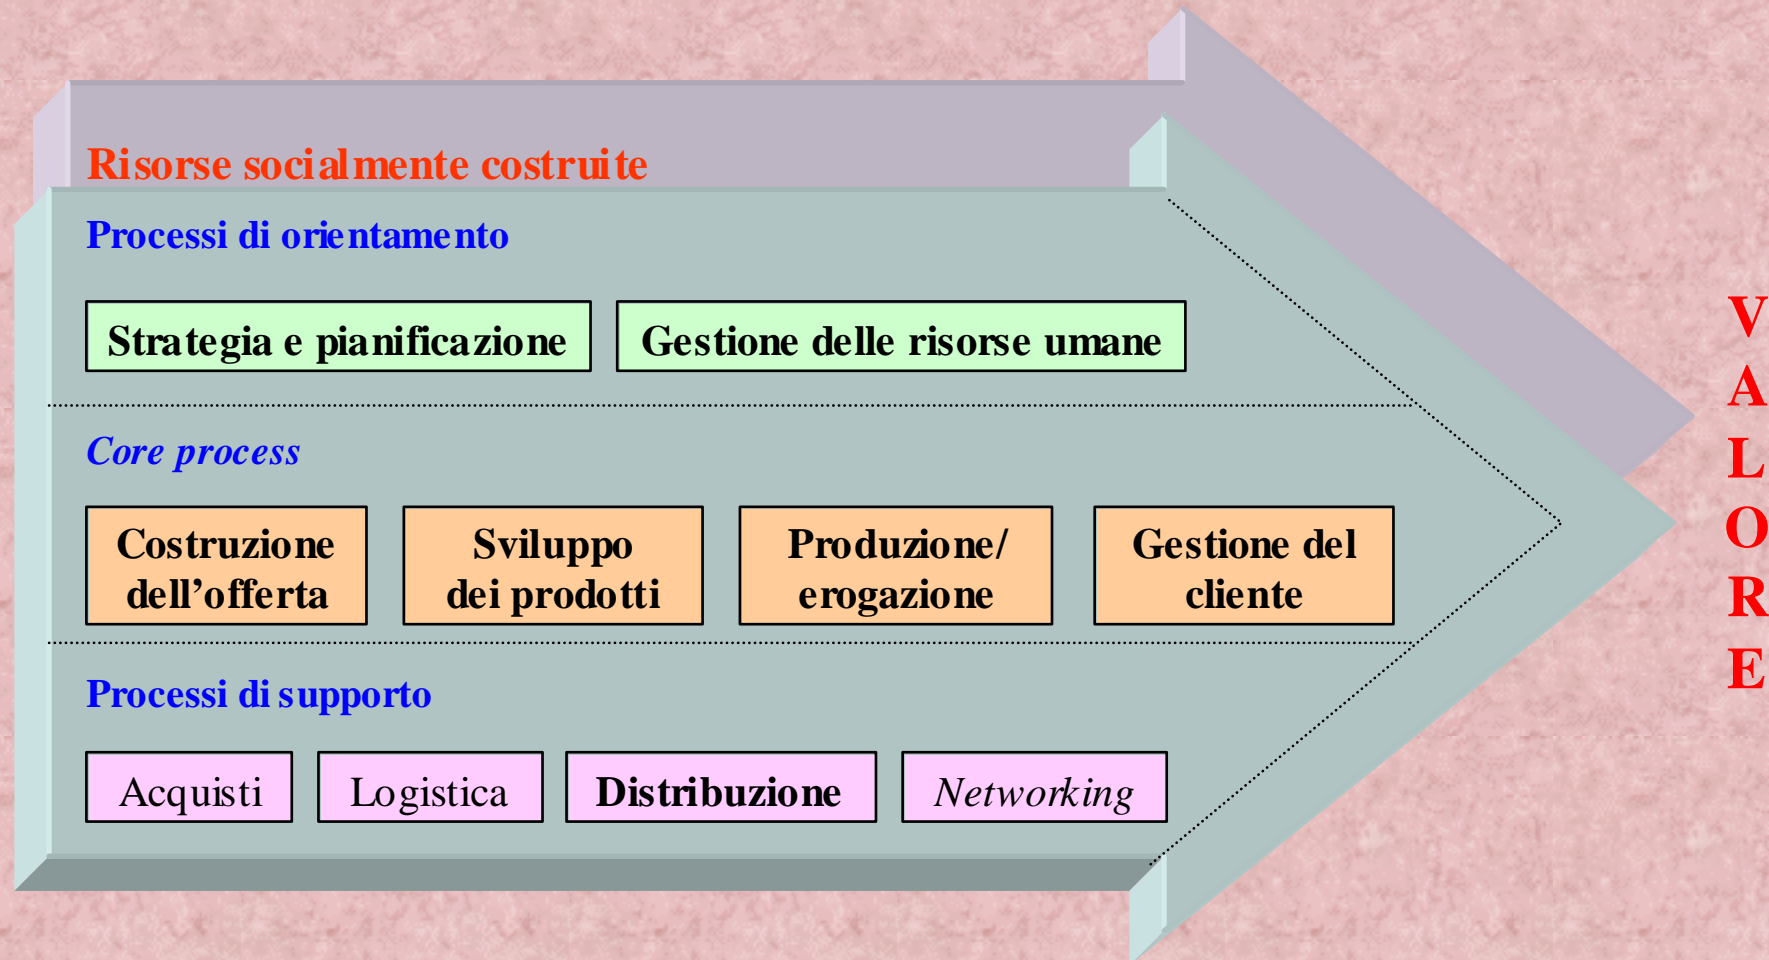 Risorse socialmente costruite
Processi di orientamento
Strategia e pianificazione
Gestione delle risorse umane
Core process
Costruzione
dell’offerta
Sviluppo
dei prodotti
Produzione/
erogazione
Gestione del
cliente
Processi di supporto
Acquisti
Logistica
Distribuzione
Networking
V
A
L
O
R
E